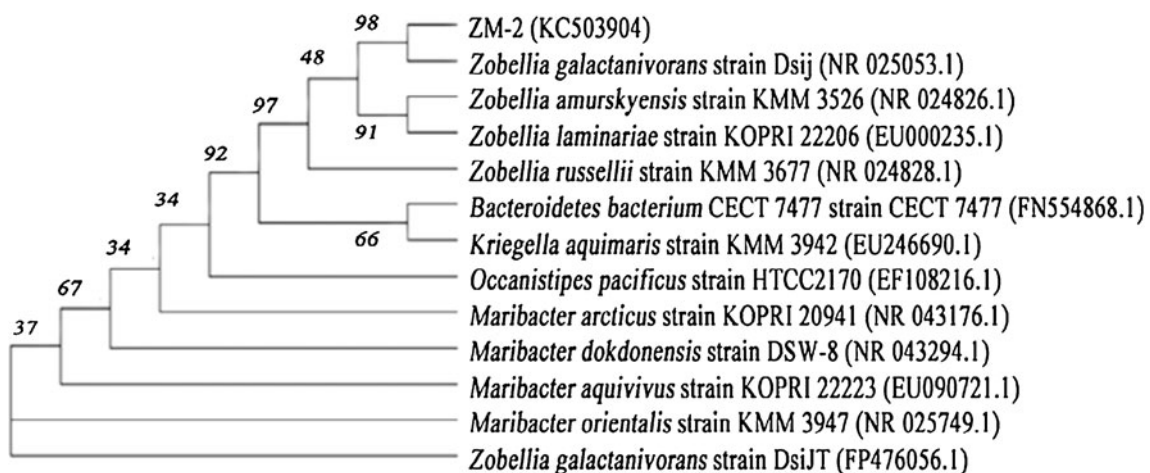 98
ZM-2 (KC503904)
48
Zobellia galactanivorans strain Dsij (NR 025053.1)
97
Zobellia amurskyensis strain KMM 3526 (NR 024826.1)
91
Zobellia laminariae strain KOPRI 22206 (EU000235.1)
92
Zobellia russellii strain KMM 3677 (NR 024828.1)
34
Bacteroidetes bacterium CECT 7477 strain CECT 7477 (FN554868.1)
66
Kriegella aquimaris strain KMM 3942 (EU246690.1)
34
Occanistipes pacificus strain HTCC2170 (EF108216.1)
67
Maribacter arcticus strain KOPRI 20941 (NR 043176.1)
37
Maribacter dokdonensis strain DSW-8 (NR 043294.1)
Maribacter aquivivus strain KOPRI 22223 (EU090721.1)
Maribacter orientalis strain KMM 3947 (NR 025749.1)
Zobellia galactanivorans strain DsiJT (FP476056.1)